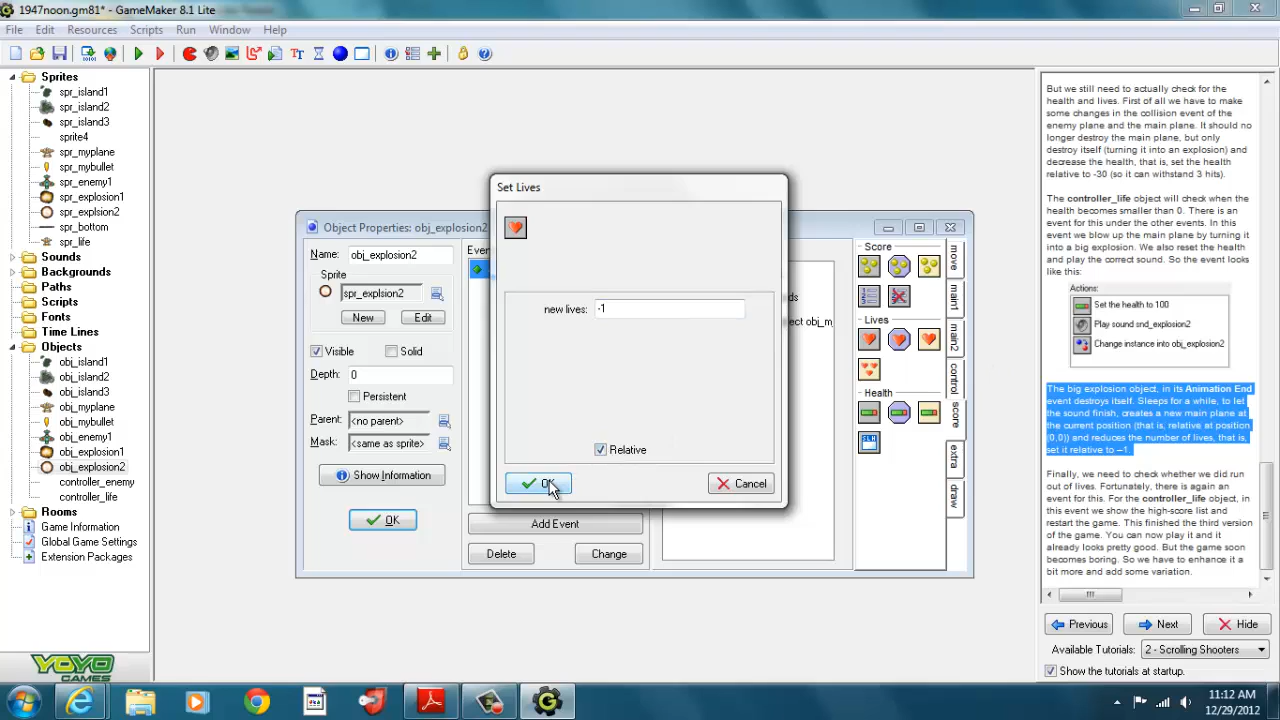 1947noon.gm81* - GameMaker 8.1 Lite
File Edit Resources Scripts Run Window Help
Sprites
spr_island1
spr_island2
spr_island3
sprite4
spr_myplane
spr_mybullet
spr_enemy1
spr_explosion1
spr_explsion2
spr_bottom
spr_life
Sounds
Backgrounds
Paths
Scripts
Fonts
Time Lines
Objects
obj_island1
obj_island2
obj_island3
obj_myplane
obj_mybullet
obj_enemy1
obj_explosion1
obj_explosion2
controller_enemy
controller_life
Rooms
Game Information
Global Game Settings
Extension Packages
YOYO
GAMES
Object Properties: obj_explosion2
Name: obj_explosion2
Sprite
spr_explsion2
New Edit
Visible Solid
Depth: 0
Persistent
Parent: <no parent>
Mask: <same as sprite>
Show Information
OK
Add Event
Delete Change
Set Lives
new lives: -1
Relative
OK Cancel
Score
Lives
Health
move
main1
main2
control
score
extra
draw
But we still need to actually check for the
health and lives. First of all we have to make
some changes in the collision event of the
enemy plane and the main plane. It should no
longer destroy the main plane, but only
destroy itself (turning it into an explosion) and
decrease the health, that is, set the health
relative to -30 (so it can withstand 3 hits).
The controller_life object will check when the
health becomes smaller than 0. There is an
event for this under the other events. In this
event we blow up the main plane by turning it
into a big explosion. We also reset the health
and play the correct sound. So the event looks
like this:
Actions:
Set the health to 100
Play sound snd_explosion2
Change instance into obj_explosion2
The big explosion object, in its Animation End
event destroys itself. Sleeps for a while, to let
the sound finish, creates a new main plane at
the current position (that is, relative at position
(0,0)) and reduces the number of lives, that is,
set it relative to –1.
Finally, we need to check whether we did run
out of lives. Fortunately, there is again an
event for this. For the controller_life object, in
this event we show the high-score list and
restart the game. This finished the third version
of the game. You can now play it and it
already looks pretty good. But the game soon
becomes boring. So we have to enhance it a
bit more and add some variation.
Previous Next Hide
Available Tutorials: 2 - Scrolling Shooters
Show the tutorials at startup.
11:12 AM
12/29/2012